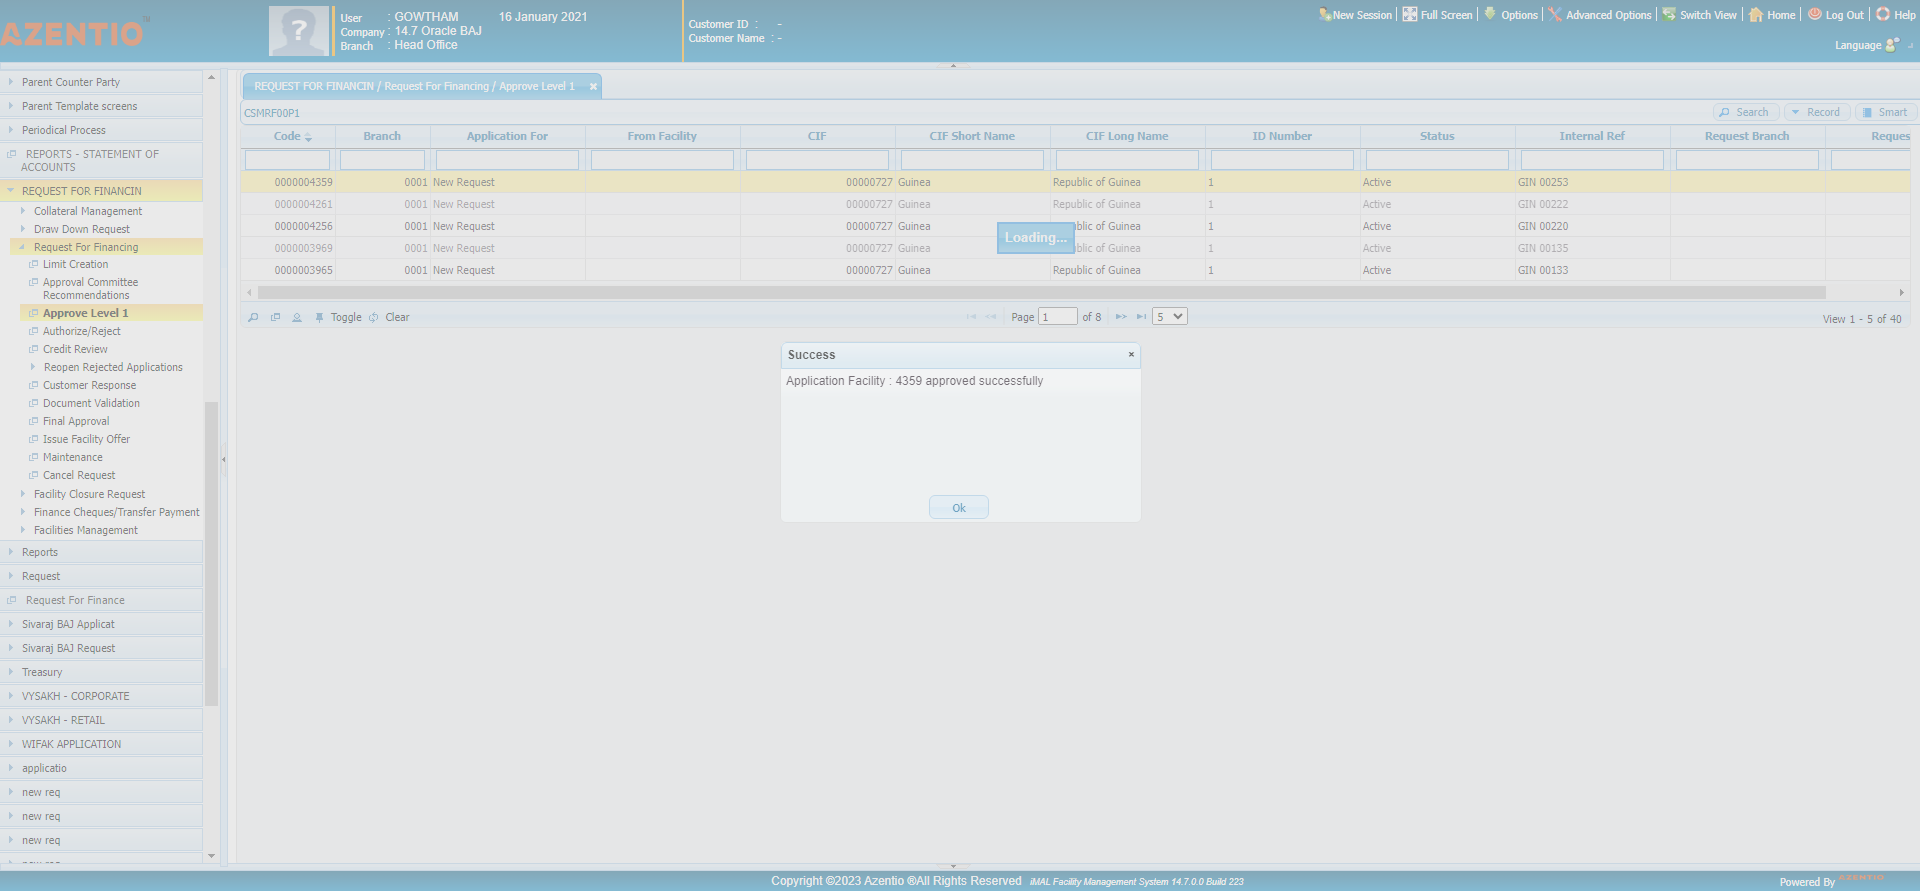 AZENTIO™
User : GOWTHAM 16 January 2021
Company : 14.7 Oracle BAJ
Branch : Head Office
Customer ID : -
Customer Name : -
New Session Full Screen Options Advanced Options Switch View Home Log Out Help
Language
Parent Counter Party
Parent Template screens
Periodical Process
REPORTS - STATEMENT OF
ACCOUNTS
REQUEST FOR FINANCIN
Collateral Management
Draw Down Request
Request For Financing
Limit Creation
Approval Committee
Recommendations
Approve Level 1
Authorize/Reject
Credit Review
Reopen Rejected Applications
Customer Response
Document Validation
Final Approval
Issue Facility Offer
Maintenance
Cancel Request
Facility Closure Request
Finance Cheques/Transfer Payment
Facilities Management
Reports
Request
Request For Finance
Sivaraj BAJ Applicat
Sivaraj BAJ Request
Treasury
VYSAKH - CORPORATE
VYSAKH - RETAIL
WIFAK APPLICATION
applicatio
new req
new req
new req
REQUEST FOR FINANCIN / Request For Financing / Approve Level 1
CSMRF00P1
Search Record Smart
Code Branch Application For From Facility CIF CIF Short Name CIF Long Name ID Number Status Internal Ref Request Branch Reques
0000004359 0001 New Request 00000727 Guinea Republic of Guinea 1 Active GIN 00253
0000004261 0001 New Request 00000727 Guinea Republic of Guinea 1 Active GIN 00222
0000004256 0001 New Request 00000727 Guinea blic of Guinea 1 Active GIN 00220
0000003969 0001 New Request 00000727 Guinea blic of Guinea 1 Active GIN 00135
0000003965 0001 New Request 00000727 Guinea Republic of Guinea 1 Active GIN 00133
Loading...
Toggle Clear
Page 1 of 8 5
View 1 - 5 of 40
Success
Application Facility : 4359 approved successfully
Ok
Copyright ©2023 Azentio ®All Rights Reserved iMAL Facility Management System 14.7.0.0 Build 223
Powered By AZENTIO